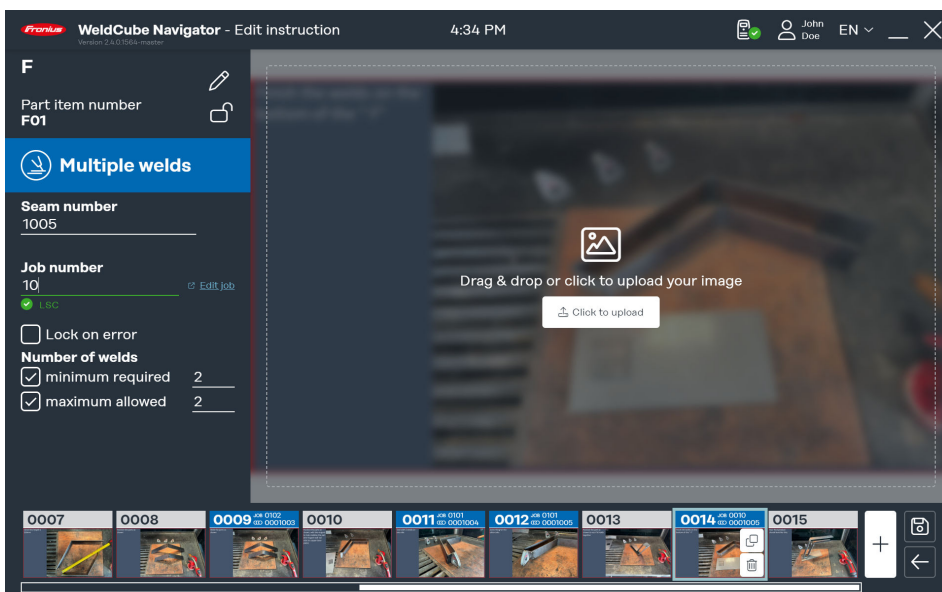 Fronius WeldCube Navigator - Edit instruction 4:34 PM John Doe EN
Version 2.4.0.1564-master
F
Part item number
F01
Multiple welds
Seam number
1005
Job number
10 Edit job
LSC
Lock on error
Number of welds
minimum required 2
maximum allowed 2
Drag & drop or click to upload your image
Click to upload
0007 0008 0009 JOB 0102 0001003 0010 0011 JOB 0101 0001004 0012 JOB 0101 0001005 0013 0014 JOB 0010 0001005 0015